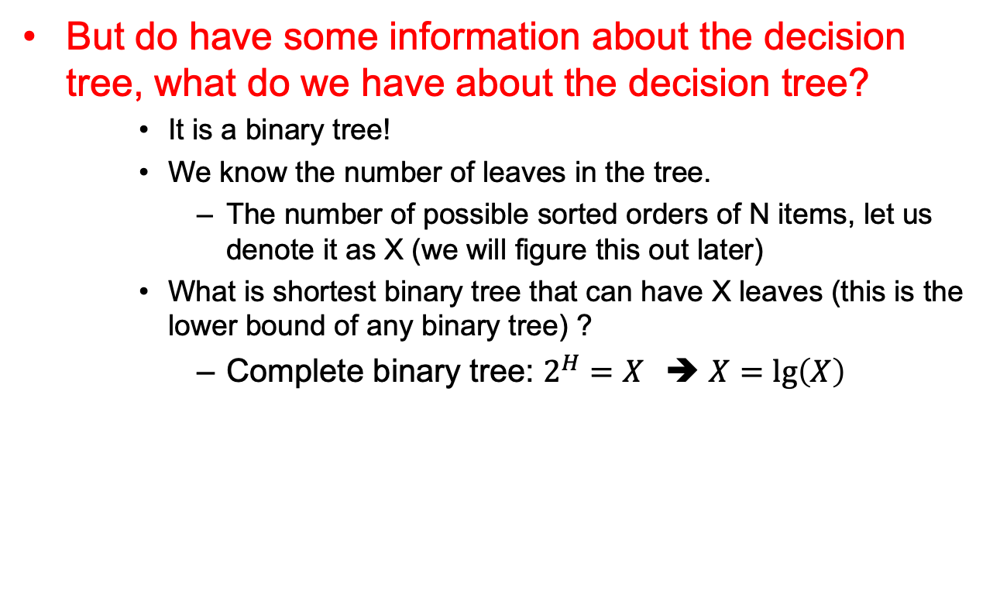 • But do have some information about the decision
tree, what do we have about the decision tree?
• It is a binary tree!
• We know the number of leaves in the tree.
– The number of possible sorted orders of N items, let us
denote it as X (we will figure this out later)
• What is shortest binary tree that can have X leaves (this is the
lower bound of any binary tree) ?
– Complete binary tree: 2^H = X ➔ X = lg(X)